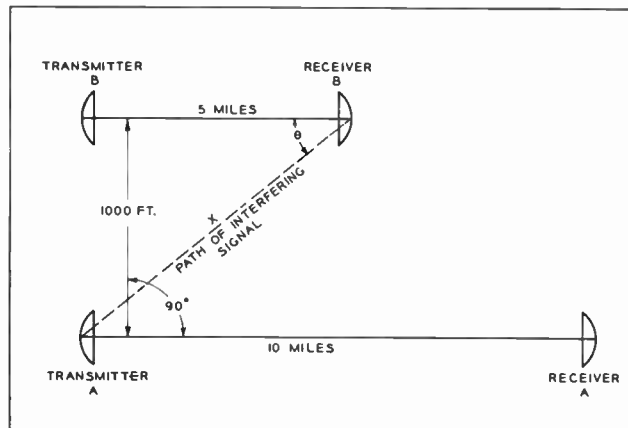 TRANSMITTER
B
RECEIVER
B
5 MILES
θ
1000 FT.
X
PATH OF INTERFERING
SIGNAL
90°
10 MILES
TRANSMITTER
A
RECEIVER
A